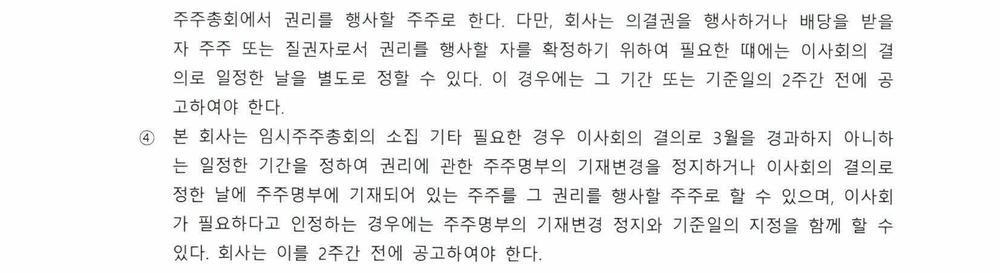 주주총회에서 권리를 행사할 주주로 한다. 다만, 회사는 의결권을 행사하거나 배당을 받을
자 주주 또는 질권자로서 권리를 행사할 자를 확정하기 위하여 필요한 떄에는 이사회의 결
의로 일정한 날을 별도로 정할 수 있다. 이 경우에는 그 기간 또는 기준일의 2주간 전에 공
고하여야 한다.
④ 본 회사는 임시주주총회의 소집 기타 필요한 경우 이사회의 결의로 3월을 경과하지 아니하
는 일정한 기간을 정하여 권리에 관한 주주명부의 기재변경을 정지하거나 이사회의 결의로
정한 날에 주주명부에 기재되어 있는 주주를 그 권리를 행사할 주주로 할 수 있으며, 이사회
가 필요하다고 인정하는 경우에는 주주명부의 기재변경 정지와 기준일의 지정을 함께 할 수
있다. 회사는 이를 2주간 전에 공고하여야 한다.